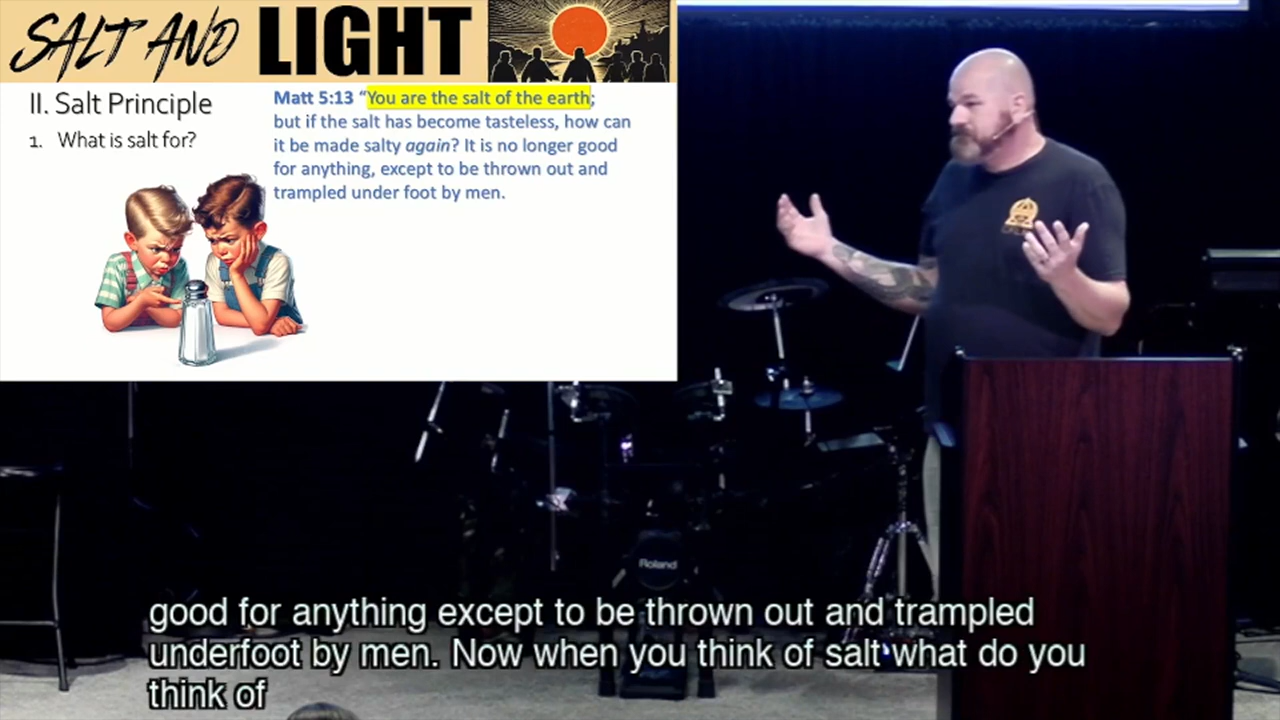 SALT AND LIGHT
II. Salt Principle
1. What is salt for?
Matt 5:13 “You are the salt of the earth;
but if the salt has become tasteless, how can
it be made salty again? It is no longer good
for anything, except to be thrown out and
trampled under foot by men.
Roland
good for anything except to be thrown out and trampled
underfoot by men. Now when you think of salt what do you
think of